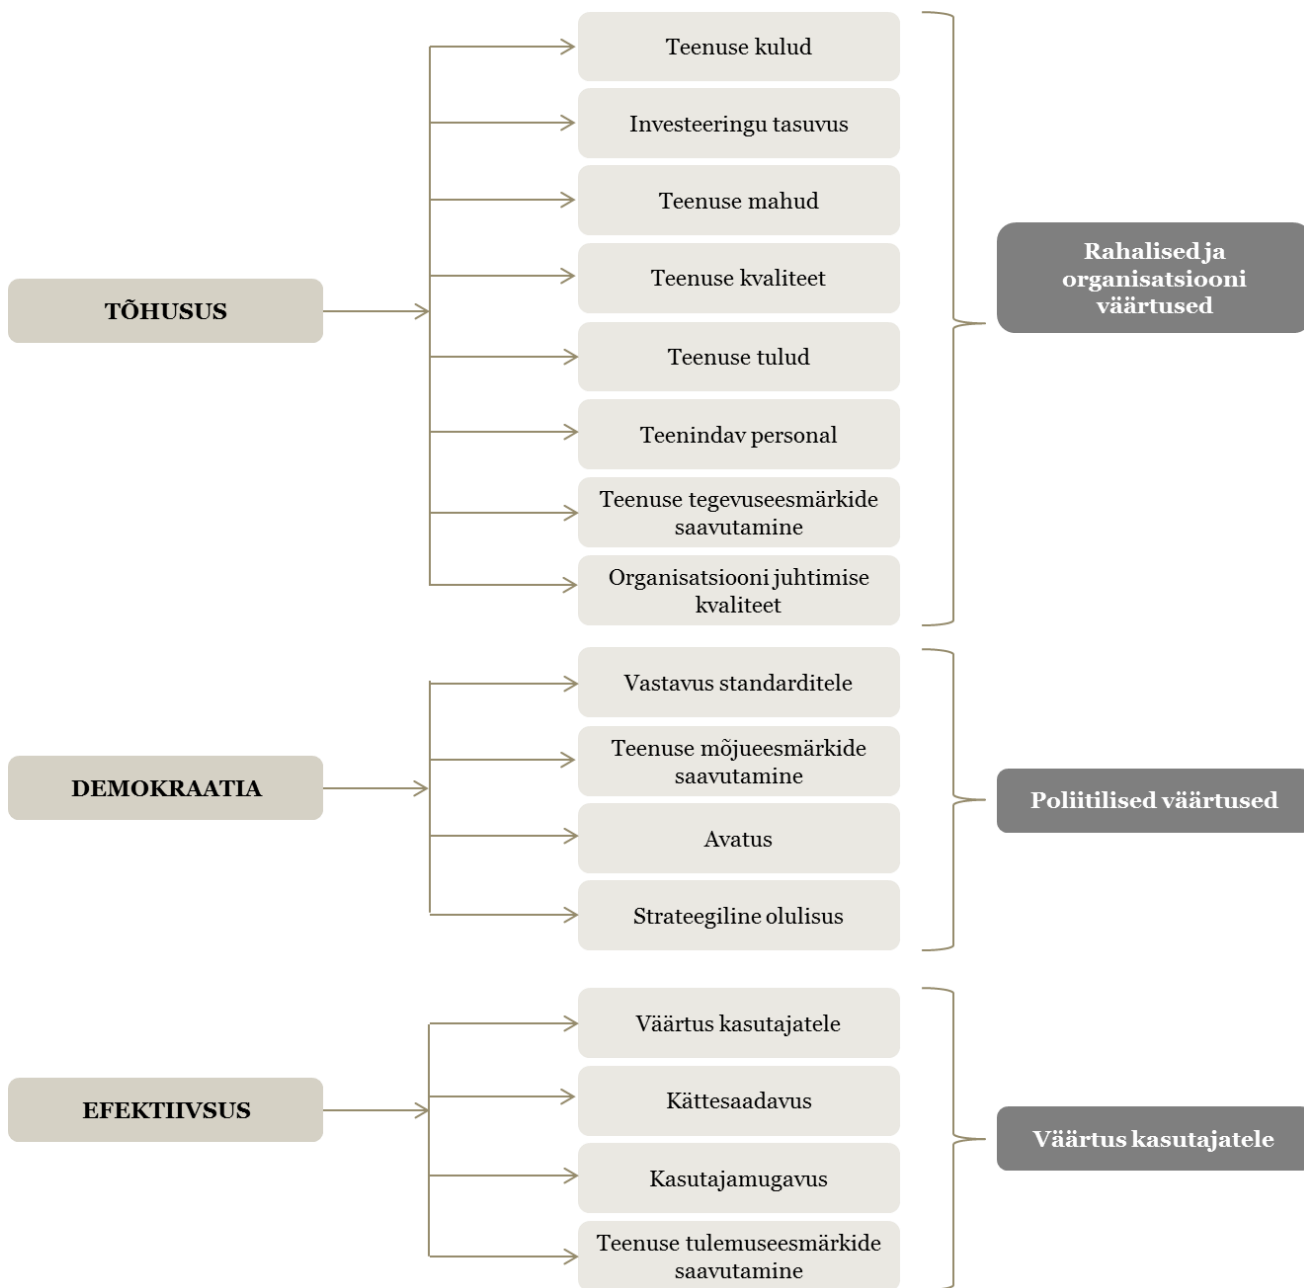 TÕHUSUS
Teenuse kulud
Investeeringu tasuvus
Teenuse mahud
Teenuse kvaliteet
Teenuse tulud
Teenindav personal
Teenuse tegevuseesmärkide
saavutamine
Organisatsiooni juhtimise
kvaliteet
Rahalised ja
organisatsiooni
väärtused
DEMOKRAATIA
Vastavus standarditele
Teenuse mõjueesmärkide
saavutamine
Avatus
Strateegiline olulisus
Poliitilised väärtused
EFEKTIIVSUS
Väärtus kasutajatele
Kättesaadavus
Kasutajamugavus
Teenuse tulemuseesmärkide
saavutamine
Väärtus kasutajatele